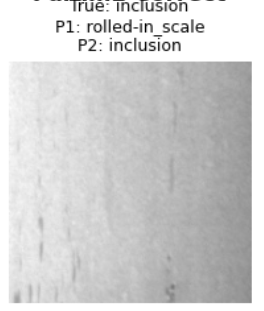 True: inclusion
P1: rolled-in_scale
P2: inclusion